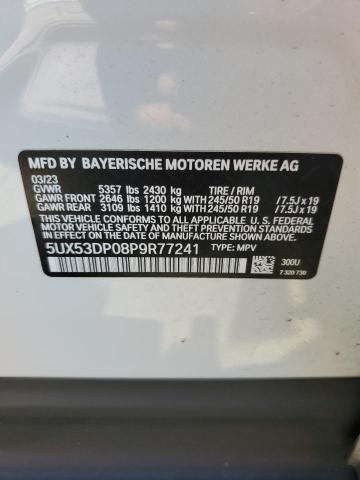 MFD BY BAYERISCHE MOTOREN WERKE AG
03/23
GVWR 5357 lbs 2430 kg TIRE / RIM
GAWR FRONT 2646 lbs 1200 kg WITH 245/50 R19 / 7.5J x 19
GAWR REAR 3109 lbs 1410 kg WITH 245/50 R19 / 7.5J x 19
THIS VEHICLE CONFORMS TO ALL APPLICABLE U.S. FEDERAL
MOTOR VEHICLE SAFETY, BUMPER, AND THEFT PREVENTION
STANDARDS IN EFFECT ON THE DATE OF MANUFACTURE SHOWN ABOVE.
5UX53DP08P9R77241 TYPE: MPV
300U
7 320 730